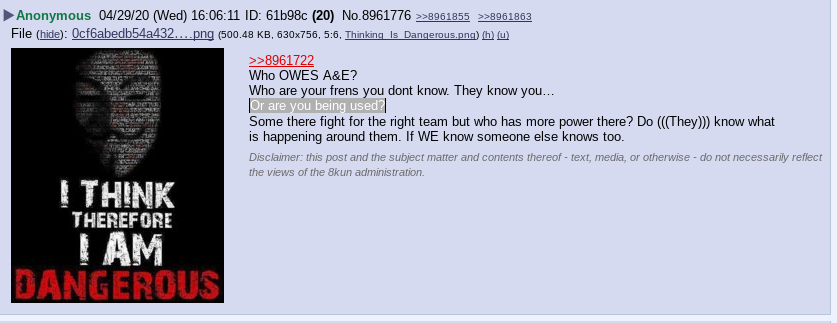 Anonymous 04/29/20 (Wed) 16:06:11 ID: 61b98c (20) No.8961776 >>8961855 >>8961863
File (hide): 0cf6abedb54a432….png (500.48 KB, 630x756, 5:6, Thinking_Is_Dangerous.png) (h) (u)
>>8961722
Who OWES A&E?
Who are your frens you dont know. They know you…
Or are you being used?
Some there fight for the right team but who has more power there? Do (((They))) know what
is happening around them. If WE know someone else knows too.
Disclaimer: this post and the subject matter and contents thereof - text, media, or otherwise - do not necessarily reflect
the views of the 8kun administration.
I THINK
THEREFORE
I AM
DANGEROUS